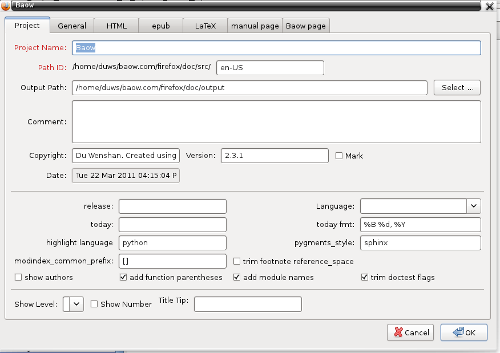 Baow
Project General HTML epub LaTeX manual page Baow page
Project Name: Baow
Path ID: /home/duws/baow.com/firefox/doc/src/ en-US
Output Path: /home/duws/baow.com/firefox/doc/output Select ...
Comment:
Copyright: Du Wenshan. Created using Version: 2.3.1 Mark
Date: Tue 22 Mar 2011 04:15:04 P
release: Language:
today: today fmt: %B %d, %Y
highlight language python pygments_style: sphinx
modindex_common_prefix: [] trim footnote reference_space
show authors add function parentheses add module names trim doctest flags
Show Level: Show Number Title Tip:
Cancel OK